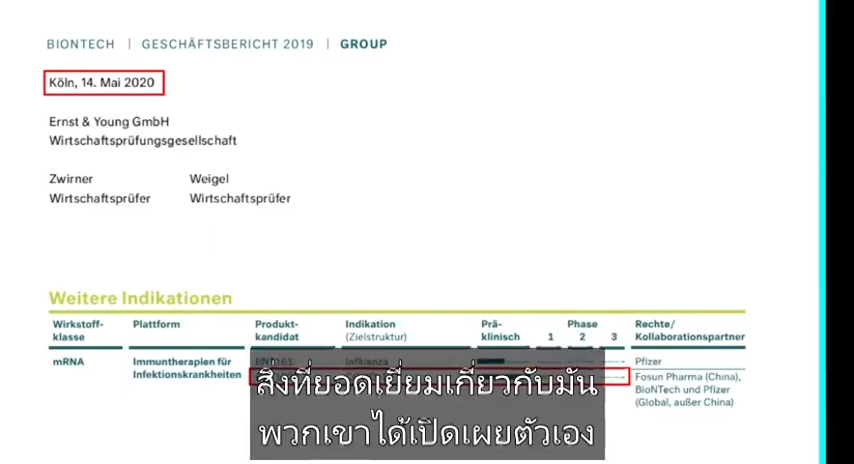 BIONTECH | GESCHÄFTSBERICHT 2019 | GROUP
Köln, 14. Mai 2020
Ernst & Young GmbH
Wirtschaftsprüfungsgesellschaft
Zwirner Weigel
Wirtschaftsprüfer Wirtschaftsprüfer
Weitere Indikationen
Wirkstoff- Plattform Produkt- Indikation Prä- Phase Rechte/
klasse kandidat (Zielstruktur) klinisch 1 2 3 Kollaborationspartner
mRNA Immuntherapien für BNT161 Influenza Pfizer
Infektionskrankheiten Fosun Pharma (China),
BioNTech und Pfizer
(Global, außer China)
สิ่งที่ยอดเยี่ยมเกี่ยวกับมัน
พวกเขาได้เปิดเผยตัวเอง